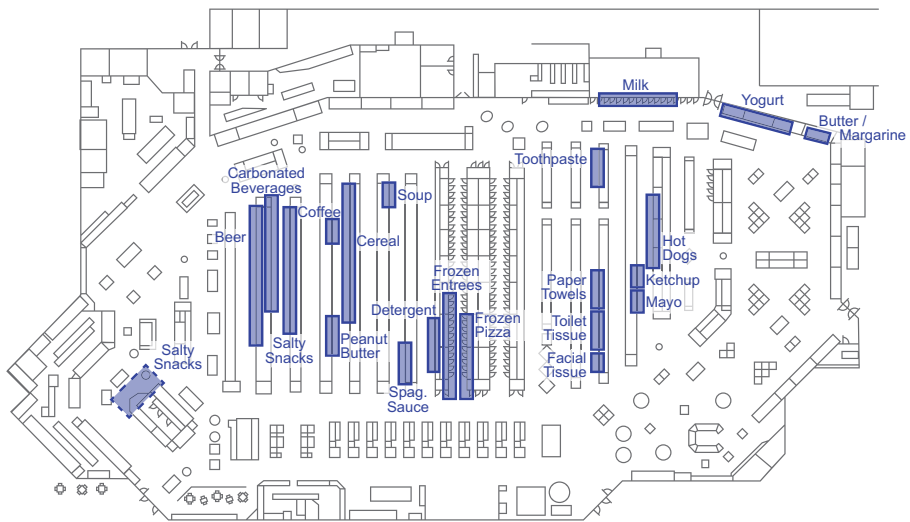 Milk
Yogurt
Butter /
Margarine
Toothpaste
Carbonated
Beverages
Soup
Coffee
Beer
Cereal
Hot
Dogs
Frozen
Entrees
Paper
Towels
Ketchup
Mayo
Detergent
Frozen
Pizza
Toilet
Tissue
Salty
Snacks
Peanut
Butter
Salty
Snacks
Facial
Tissue
Spag.
Sauce